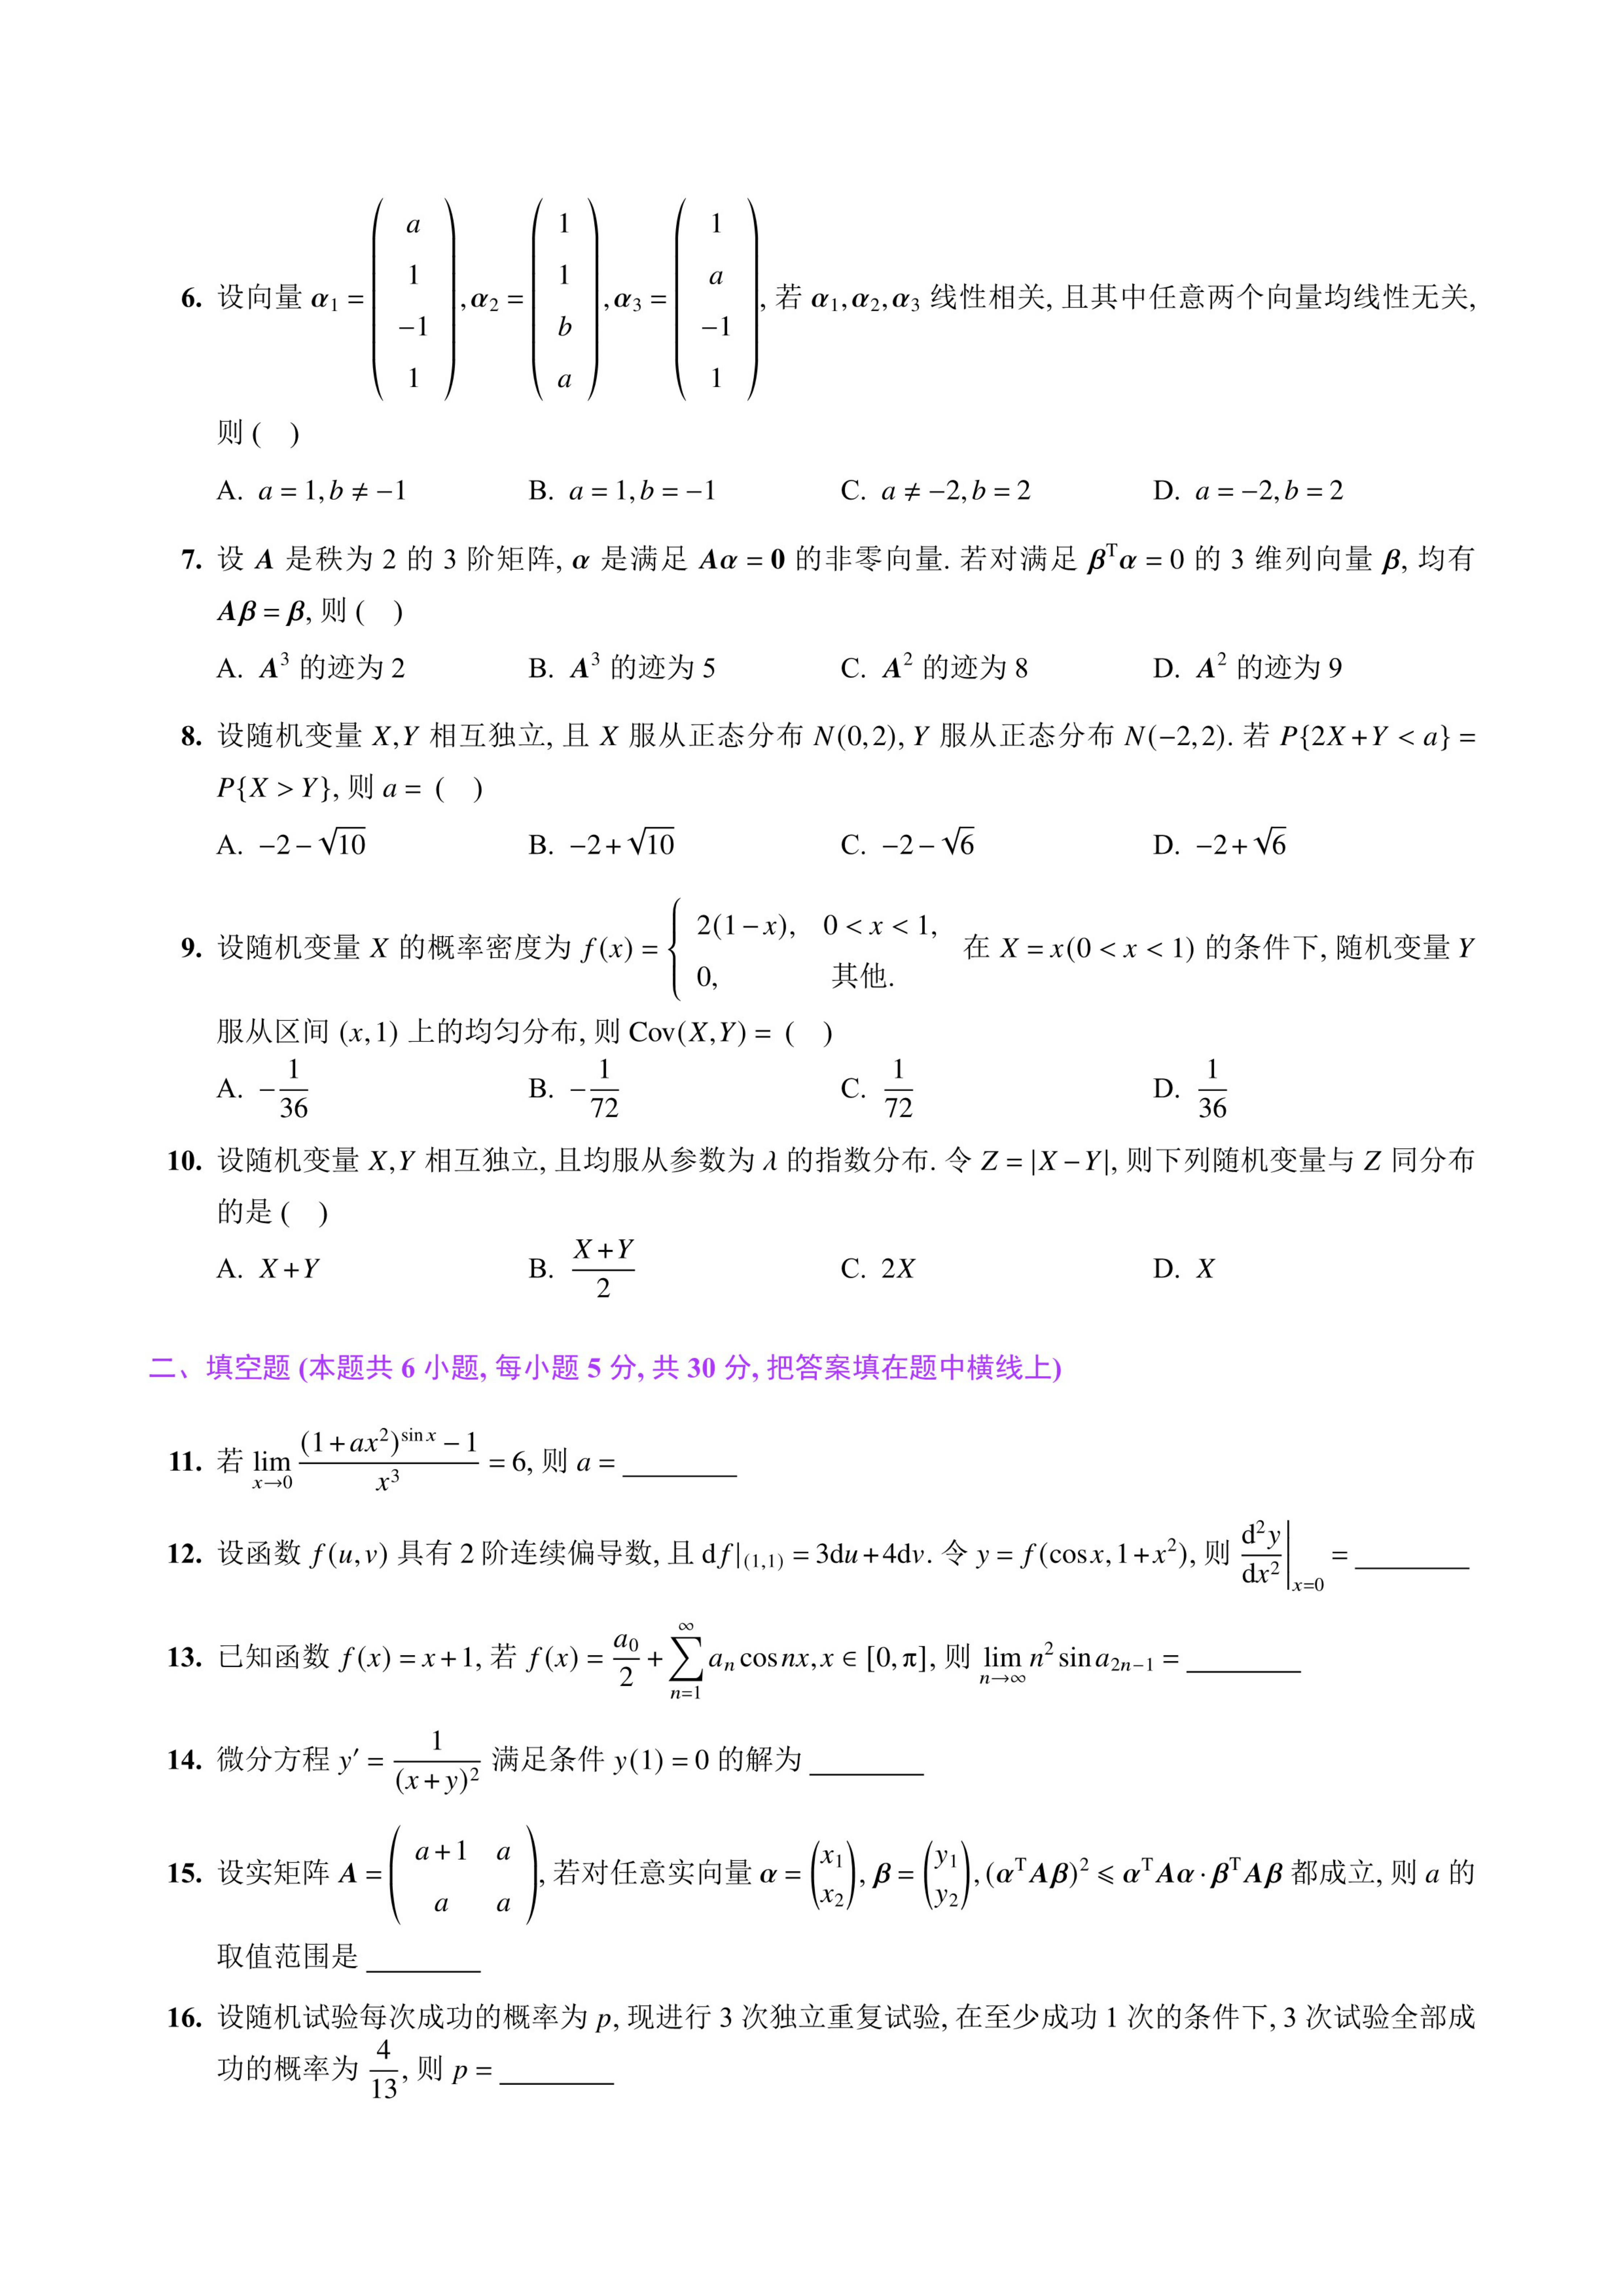 6. 设向量 α₁ = (a, 1, −1, 1)ᵀ, α₂ = (1, 1, b, a)ᵀ, α₃ = (1, a, −1, 1)ᵀ, 若 α₁,α₂,α₃ 线性相关, 且其中任意两个向量均线性无关,
则 ( )
A. a = 1, b ≠ −1 B. a = 1, b = −1 C. a ≠ −2, b = 2 D. a = −2, b = 2
7. 设 A 是秩为 2 的 3 阶矩阵, α 是满足 Aα = 0 的非零向量. 若对满足 βᵀα = 0 的 3 维列向量 β, 均有
Aβ = β, 则 ( )
A. A³ 的迹为 2 B. A³ 的迹为 5 C. A² 的迹为 8 D. A² 的迹为 9
8. 设随机变量 X,Y 相互独立, 且 X 服从正态分布 N(0,2), Y 服从正态分布 N(−2,2). 若 P{2X+Y < a} =
P{X > Y}, 则 a = ( )
A. −2−√10 B. −2+√10 C. −2−√6 D. −2+√6
9. 设随机变量 X 的概率密度为 f(x) = { 2(1−x), 0 < x < 1, 0, 其他. 在 X = x(0 < x < 1) 的条件下, 随机变量 Y
服从区间 (x,1) 上的均匀分布, 则 Cov(X,Y) = ( )
A. −1/36 B. −1/72 C. 1/72 D. 1/36
10. 设随机变量 X,Y 相互独立, 且均服从参数为 λ 的指数分布. 令 Z = |X−Y|, 则下列随机变量与 Z 同分布
的是 ( )
A. X+Y B. (X+Y)/2 C. 2X D. X
二、填空题 (本题共 6 小题, 每小题 5 分, 共 30 分, 把答案填在题中横线上)
11. 若 lim_{x→0} ((1+ax²)^{sin x} − 1)/x³ = 6, 则 a = ________
12. 设函数 f(u,v) 具有 2 阶连续偏导数, 且 df|₍₁,₁₎ = 3du+4dv. 令 y = f(cos x, 1+x²), 则 d²y/dx²|_{x=0} = ________
13. 已知函数 f(x) = x+1, 若 f(x) = a₀/2 + ∑_{n=1}^{∞} aₙ cos nx, x ∈ [0,π], 则 lim_{n→∞} n² sin a_{2n−1} = ________
14. 微分方程 y′ = 1/(x+y)² 满足条件 y(1) = 0 的解为 ________
15. 设实矩阵 A = (a+1 a; a a), 若对任意实向量 α = (x₁; x₂), β = (y₁; y₂), (αᵀAβ)² ⩽ αᵀAα · βᵀAβ 都成立, 则 a 的
取值范围是 ________
16. 设随机试验每次成功的概率为 p, 现进行 3 次独立重复试验, 在至少成功 1 次的条件下, 3 次试验全部成
功的概率为 4/13, 则 p = ________